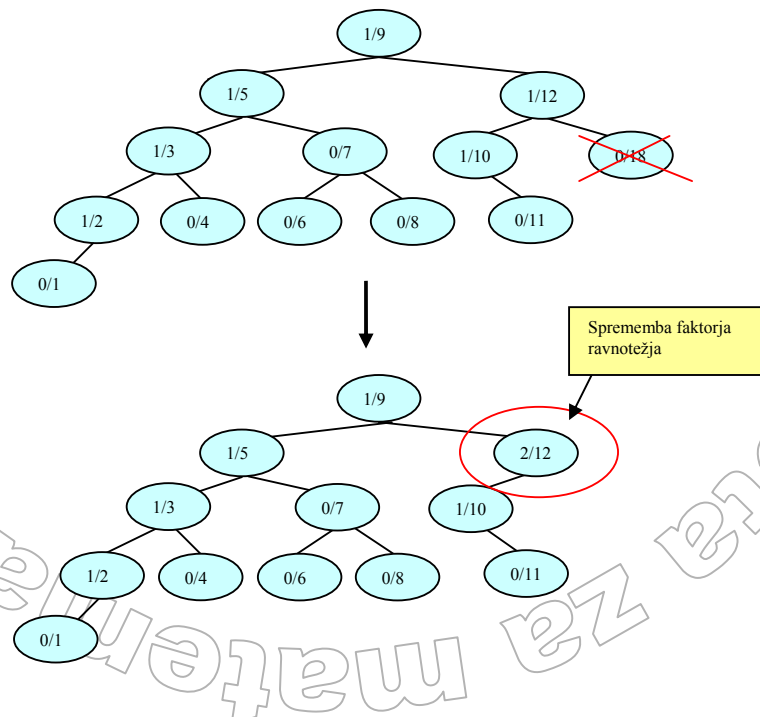 1/9
1/5 1/12
1/3 0/7 1/10 0/18
1/2 0/4 0/6 0/8 0/11
0/1
Sprememba faktorja
ravnotežja
1/9
1/5 2/12
1/3 0/7 1/10
1/2 0/4 0/6 0/8 0/11
0/1
za matema